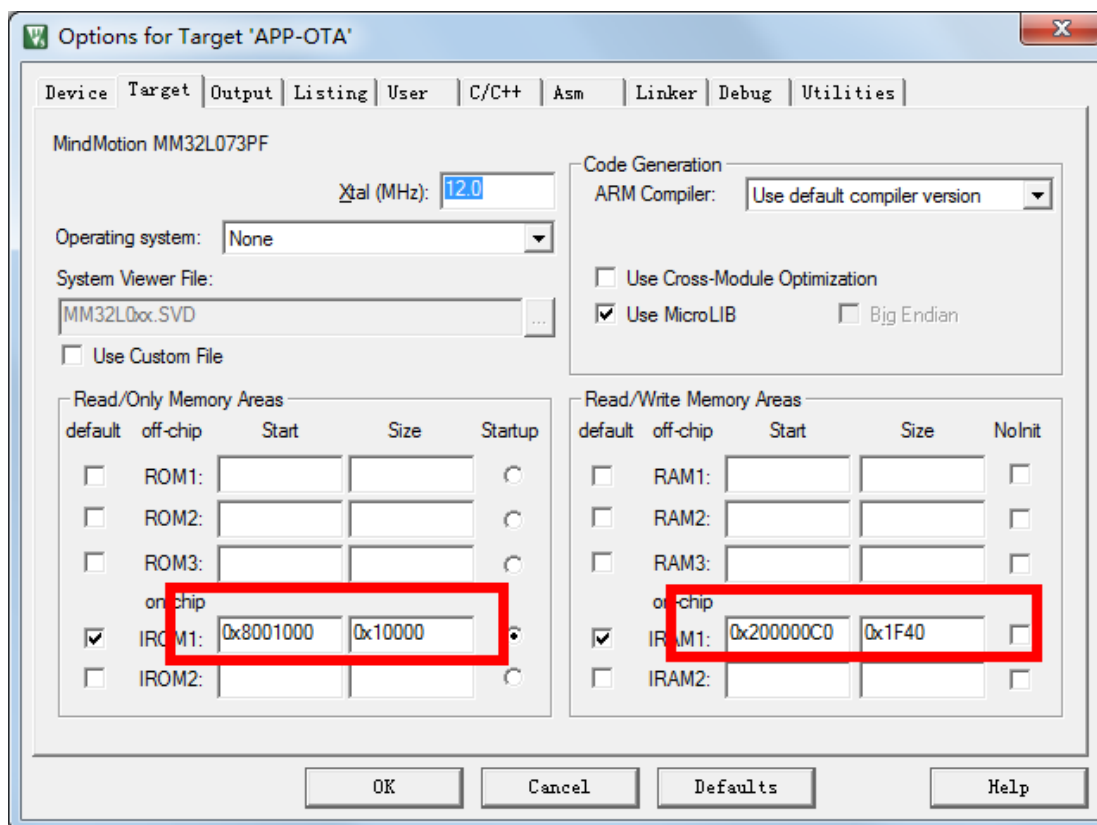 Options for Target 'APP-OTA'
Device Target Output Listing User C/C++ Asm Linker Debug Utilities
MindMotion MM32L073PF
Xtal (MHz): 12.0
Operating system: None
System Viewer File:
MM32L0xx.SVD ...
Use Custom File
Code Generation
ARM Compiler: Use default compiler version
Use Cross-Module Optimization
Use MicroLIB Big Endian
Read/Only Memory Areas
default off-chip Start Size Startup
ROM1:
ROM2:
ROM3:
on-chip
IROM1: 0x8001000 0x10000
IROM2:
Read/Write Memory Areas
default off-chip Start Size NoInit
RAM1:
RAM2:
RAM3:
on-chip
IRAM1: 0x200000C0 0x1F40
IRAM2:
OK Cancel Defaults Help